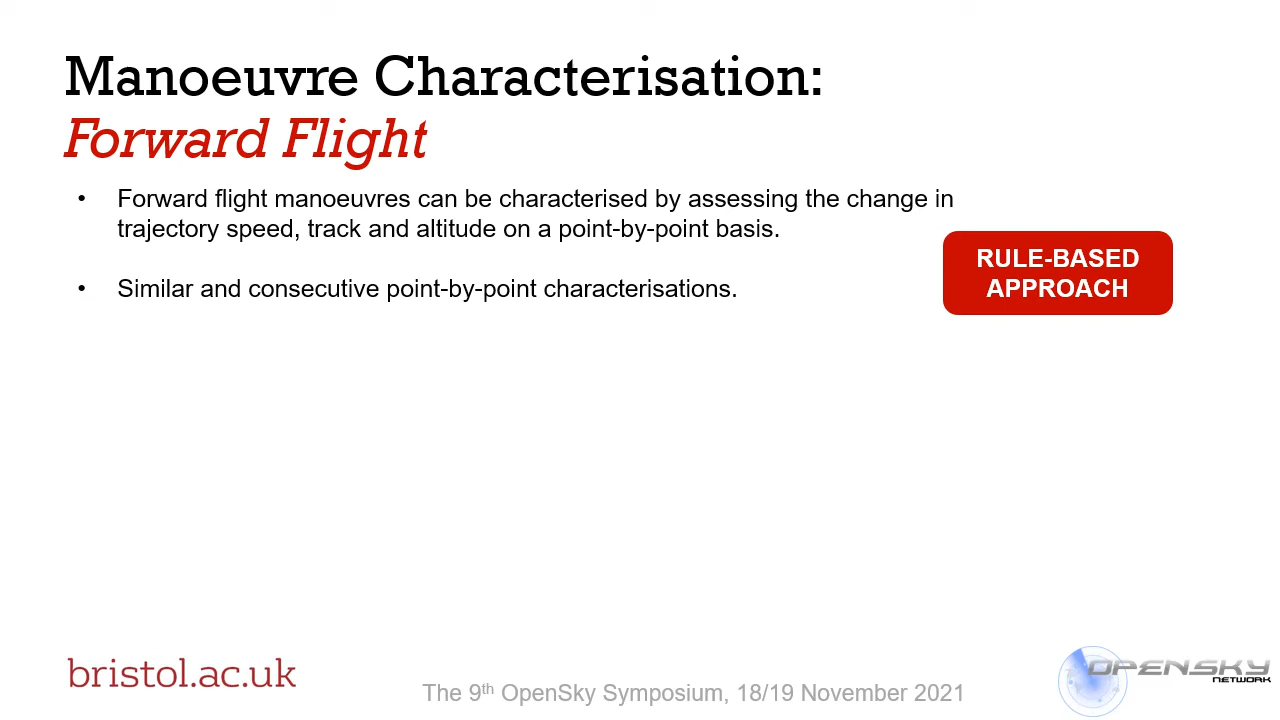 Manoeuvre Characterisation:
Forward Flight
• Forward flight manoeuvres can be characterised by assessing the change in
trajectory speed, track and altitude on a point-by-point basis.
• Similar and consecutive point-by-point characterisations.
RULE-BASED
APPROACH
bristol.ac.uk
The 9th OpenSky Symposium, 18/19 November 2021
OPENSKY
NETWORK